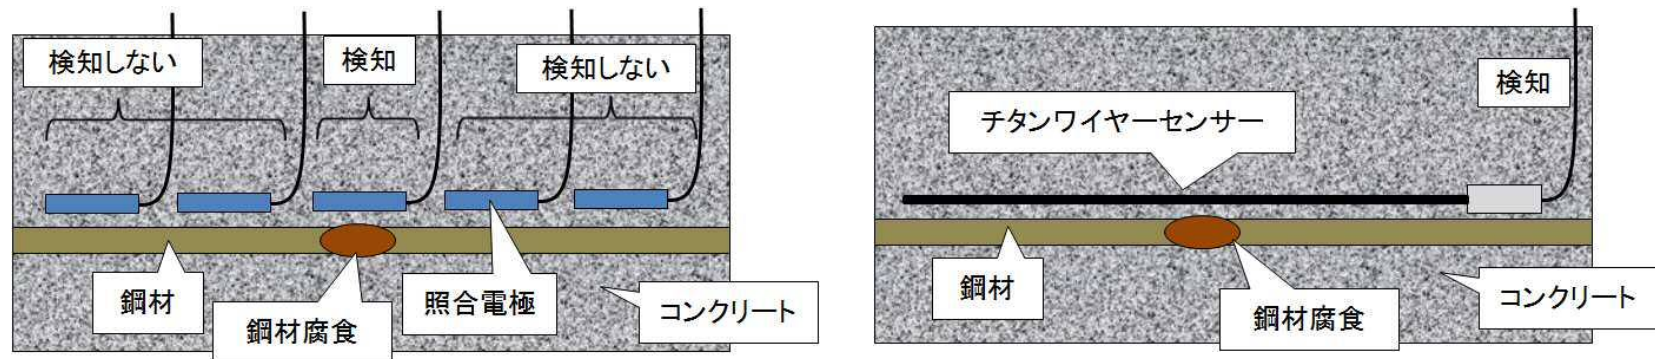 検知しない
検知
検知しない
鋼材
鋼材腐食
照合電極
コンクリート
検知
チタンワイヤーセンサー
鋼材
鋼材腐食
コンクリート